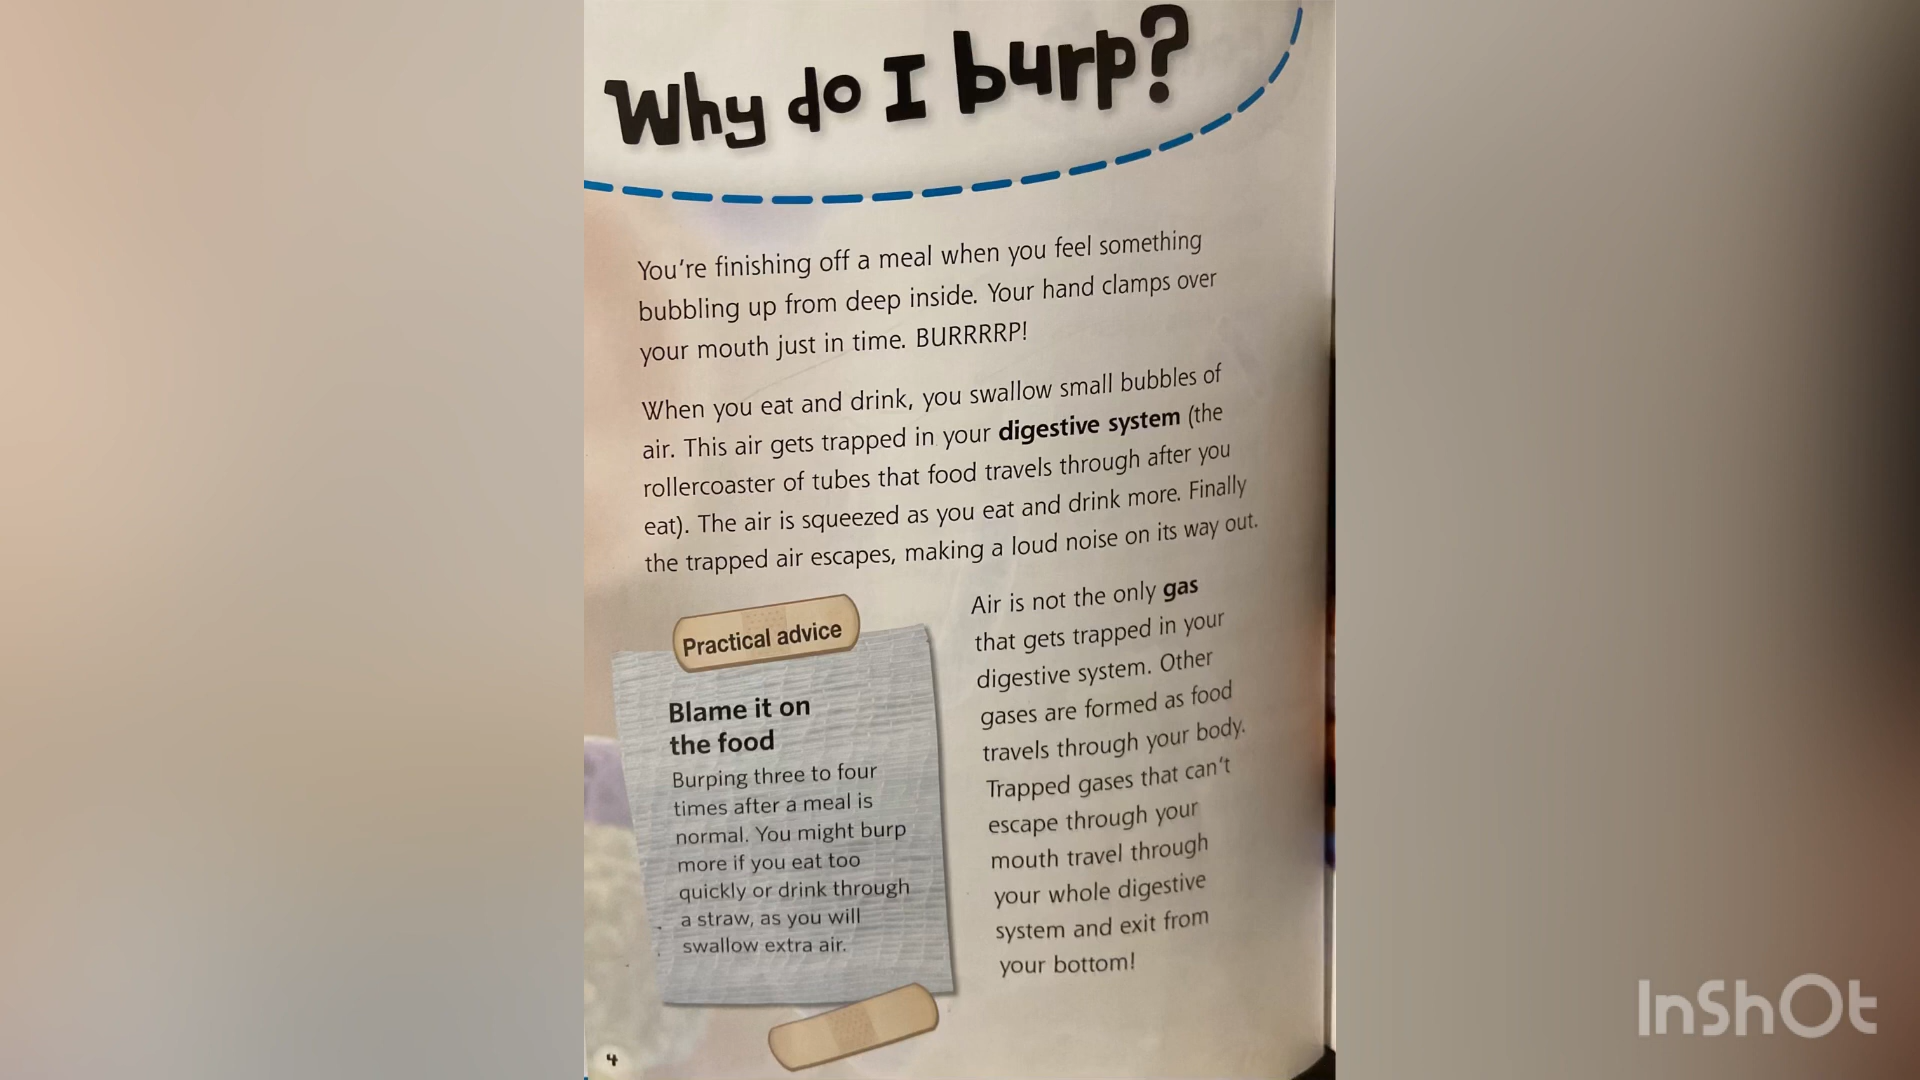 Why do I burp?
You're finishing off a meal when you feel something
bubbling up from deep inside. Your hand clamps over
your mouth just in time. BURRRRP!
When you eat and drink, you swallow small bubbles of
air. This air gets trapped in your digestive system (the
rollercoaster of tubes that food travels through after you
eat). The air is squeezed as you eat and drink more. Finally
the trapped air escapes, making a loud noise on its way out.
Practical advice
Blame it on
the food
Burping three to four
times after a meal is
normal. You might burp
more if you eat too
quickly or drink through
a straw, as you will
swallow extra air.
Air is not the only gas
that gets trapped in your
digestive system. Other
gases are formed as food
travels through your body.
Trapped gases that can't
escape through your
mouth travel through
your whole digestive
system and exit from
your bottom!
4
InShOt